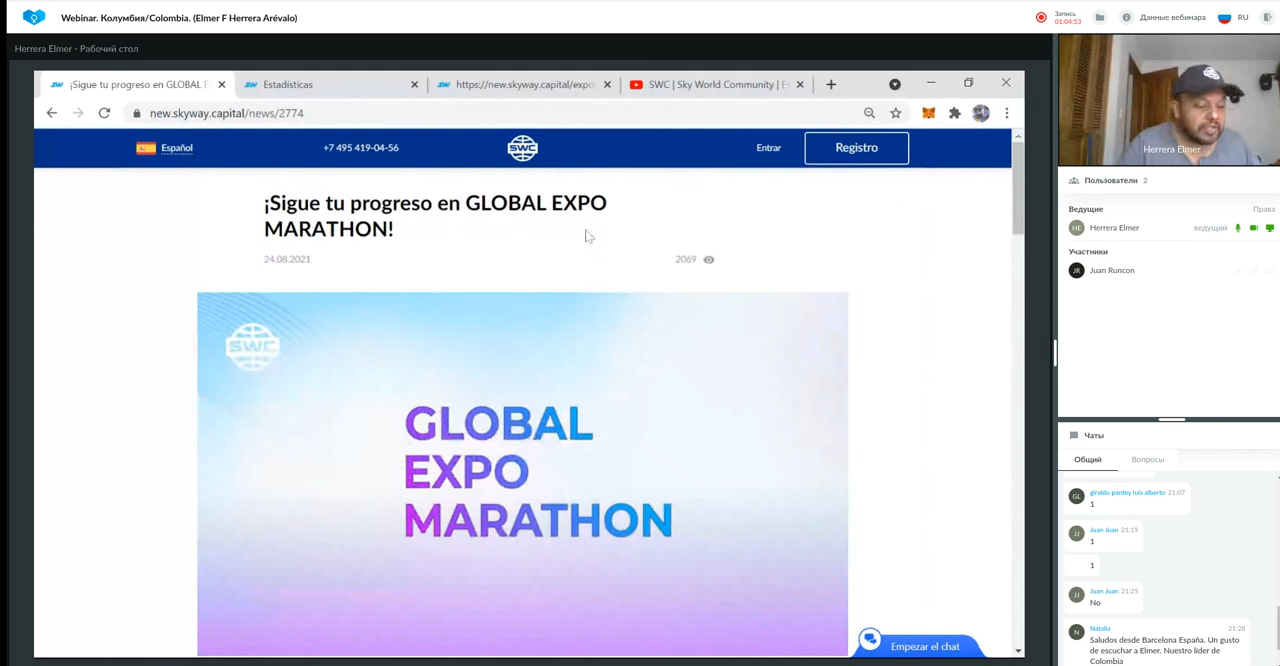 Webinar. Колумбия/Colombia. (Elmer F Herrera Arévalo)
Запись
01:04:53
Данные вебинара
RU
Herrera Elmer - Рабочий стол
¡Sigue tu progreso en GLOBAL E
Estadísticas
https://new.skyway.capital/expo
SWC | Sky World Community | E
new.skyway.capital/news/2774
Español
+7 495 419-04-56
SWC
Entrar
Registro
¡Sigue tu progreso en GLOBAL EXPO
MARATHON!
24.08.2021
2069
SWC
GLOBAL
EXPO
MARATHON
Empezar el chat
Herrera Elmer
Пользователи 2
Ведущие
Права
HE
Herrera Elmer
ведущий
Участники
JR
Juan Runcon
Чаты
Общий
Вопросы
GL
giraldo pardey luis alberto 21:07
1
JJ
Juan Juan 21:19
1
1
JJ
Juan Juan 21:25
No
N
Natalia 21:28
Saludos desde Barcelona España. Un gusto
de escuchar a Elmer. Nuestro líder de
Colombia